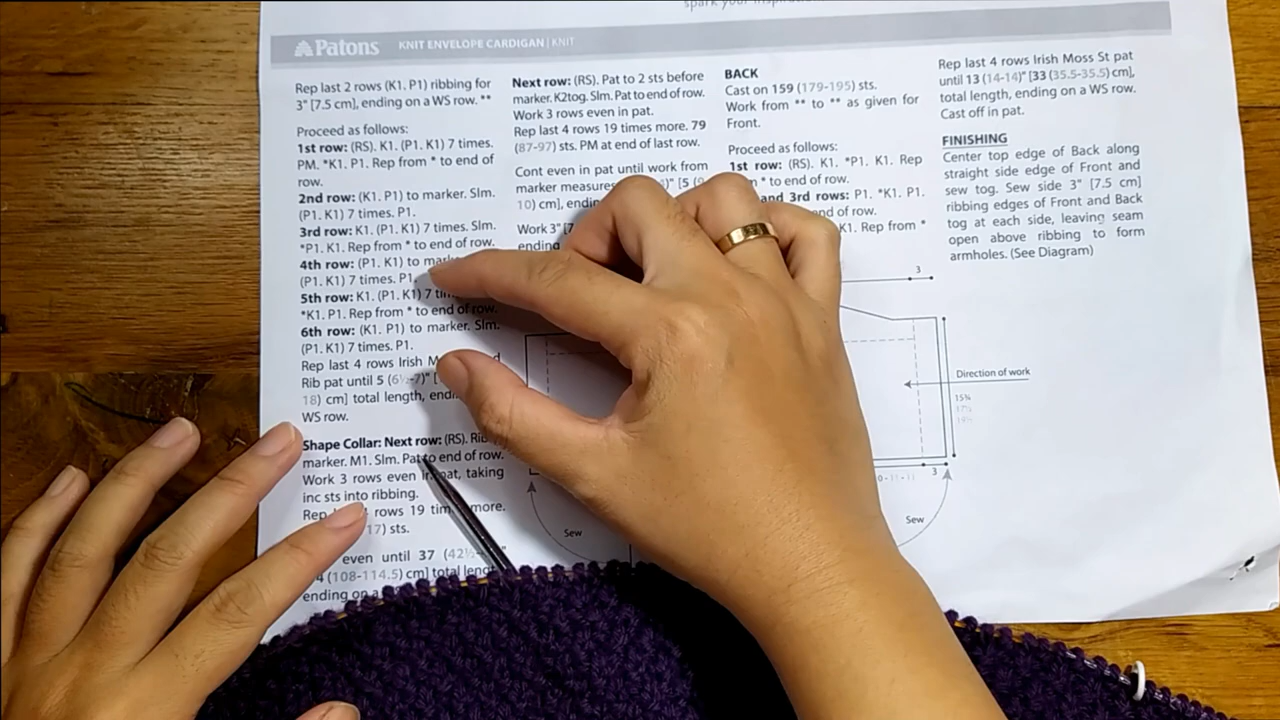 spark your
Patons KNIT ENVELOPE CARDIGAN | KNIT
Rep last 2 rows (K1. P1) ribbing for
3" [7.5 cm], ending on a WS row. **
Proceed as follows:
1st row: (RS). K1. (P1. K1) 7 times.
PM. *K1. P1. Rep from * to end of
row.
2nd row: (K1. P1) to marker. Slm.
(P1. K1) 7 times. P1.
3rd row: K1. (P1. K1) 7 times. Slm.
*P1. K1. Rep from * to end of row.
4th row: (P1. K1) to
(P1. K1) 7 times. P1.
5th row: K1. (P1. K1) 7
*K1. P1. Rep from * to end of row.
6th row: (K1. P1) to marker. Slm.
(P1. K1) 7 times. P1.
Rep last 4 rows Irish
Rib pat until 5 (6½-7)"
18) cm] total length,
WS row.
Shape Collar: Next row: (RS).
marker. M1. Slm. Pat to end of row.
Work 3 rows even in pat, taking
inc sts into ribbing.
Rep rows 19 more.
17) sts.
even until 37
(108-114.5) cm] total
ending on a
Next row: (RS). Pat to 2 sts before
marker. K2tog. Slm. Pat to end of row.
Work 3 rows even in pat.
Rep last 4 rows 19 times more. 79
(87-97) sts. PM at end of last row.
Cont even in pat until work from
marker measures [5
10) cm],
Work 3"
ending
BACK
Cast on 159 (179-195) sts.
Work from ** to ** as given for
Front.
Proceed as follows:
1st row: (RS). K1. *P1. K1. Rep
* to end of row.
and 3rd rows: P1. *K1. P1.
end of row.
K1. Rep from *
Rep last 4 rows Irish Moss St pat
until 13 (14-14)" [33 (35.5-35.5) cm],
total length, ending on a WS row.
Cast off in pat.
FINISHING
Center top edge of Back along
straight side edge of Front and
sew tog. Sew side 3" [7.5 cm]
ribbing edges of Front and Back
tog at each side, leaving seam
open above ribbing to form
armholes. (See Diagram)
3
Direction of work
15¾
3
Sew
Sew